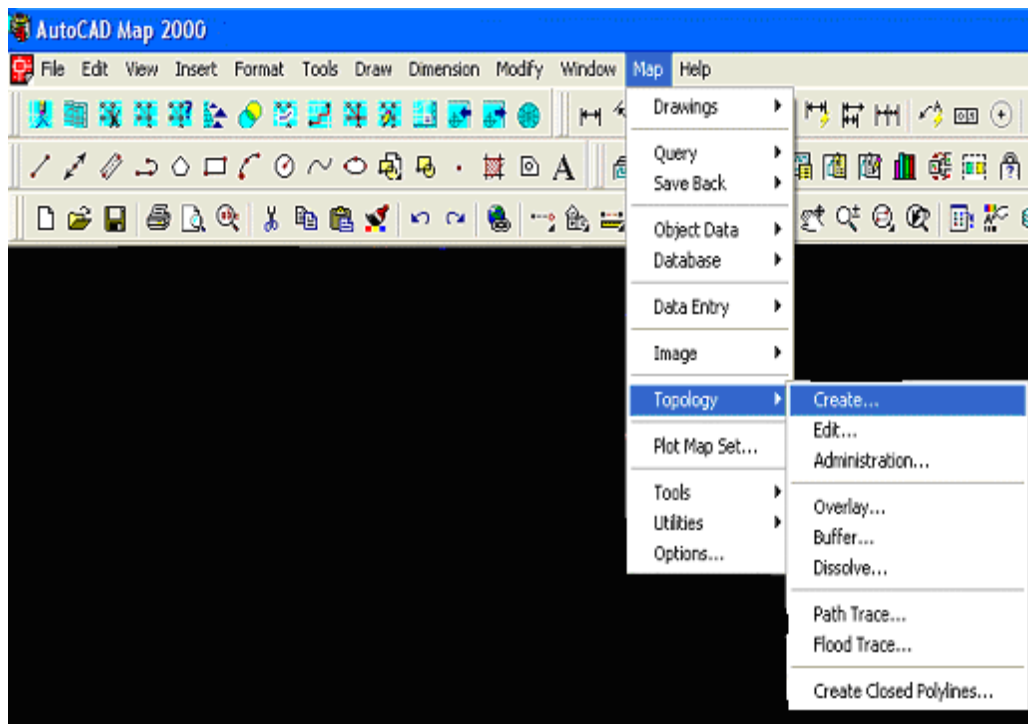 AutoCAD Map 2000
File Edit View Insert Format Tools Draw Dimension Modify Window Map Help
Drawings
Query
Save Back
Object Data
Database
Data Entry
Image
Topology
Plot Map Set...
Tools
Utilities
Options...
Create...
Edit...
Administration...
Overlay...
Buffer...
Dissolve...
Path Trace...
Flood Trace...
Create Closed Polylines...